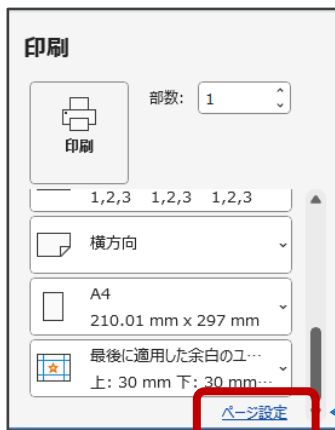 印刷
部数: 1
印刷
1,2,3 1,2,3 1,2,3
横方向
A4
210.01 mm x 297 mm
最後に適用した余白のユ…
上: 30 mm 下: 30 mm…
ページ設定